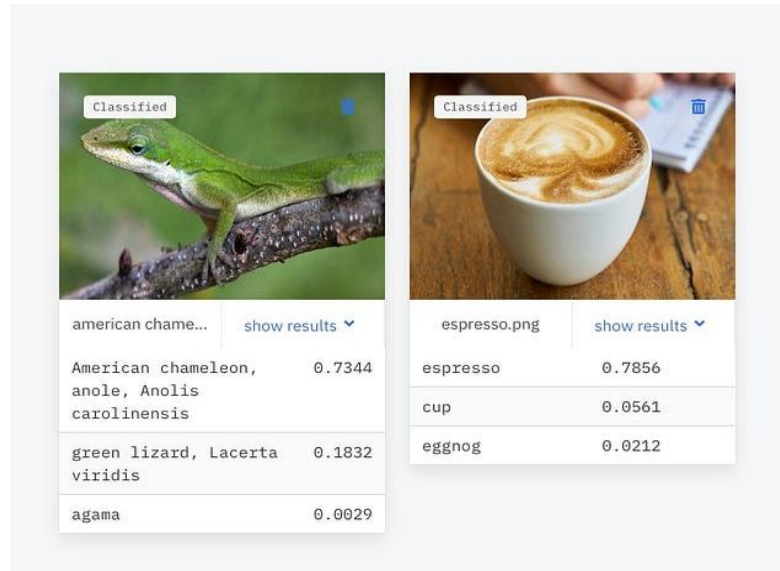 Classified
american chame...
show results
American chameleon,
anole, Anolis
carolinensis
0.7344
green lizard, Lacerta
viridis
0.1832
agama
0.0029
Classified
espresso.png
show results
espresso
0.7856
cup
0.0561
eggnog
0.0212